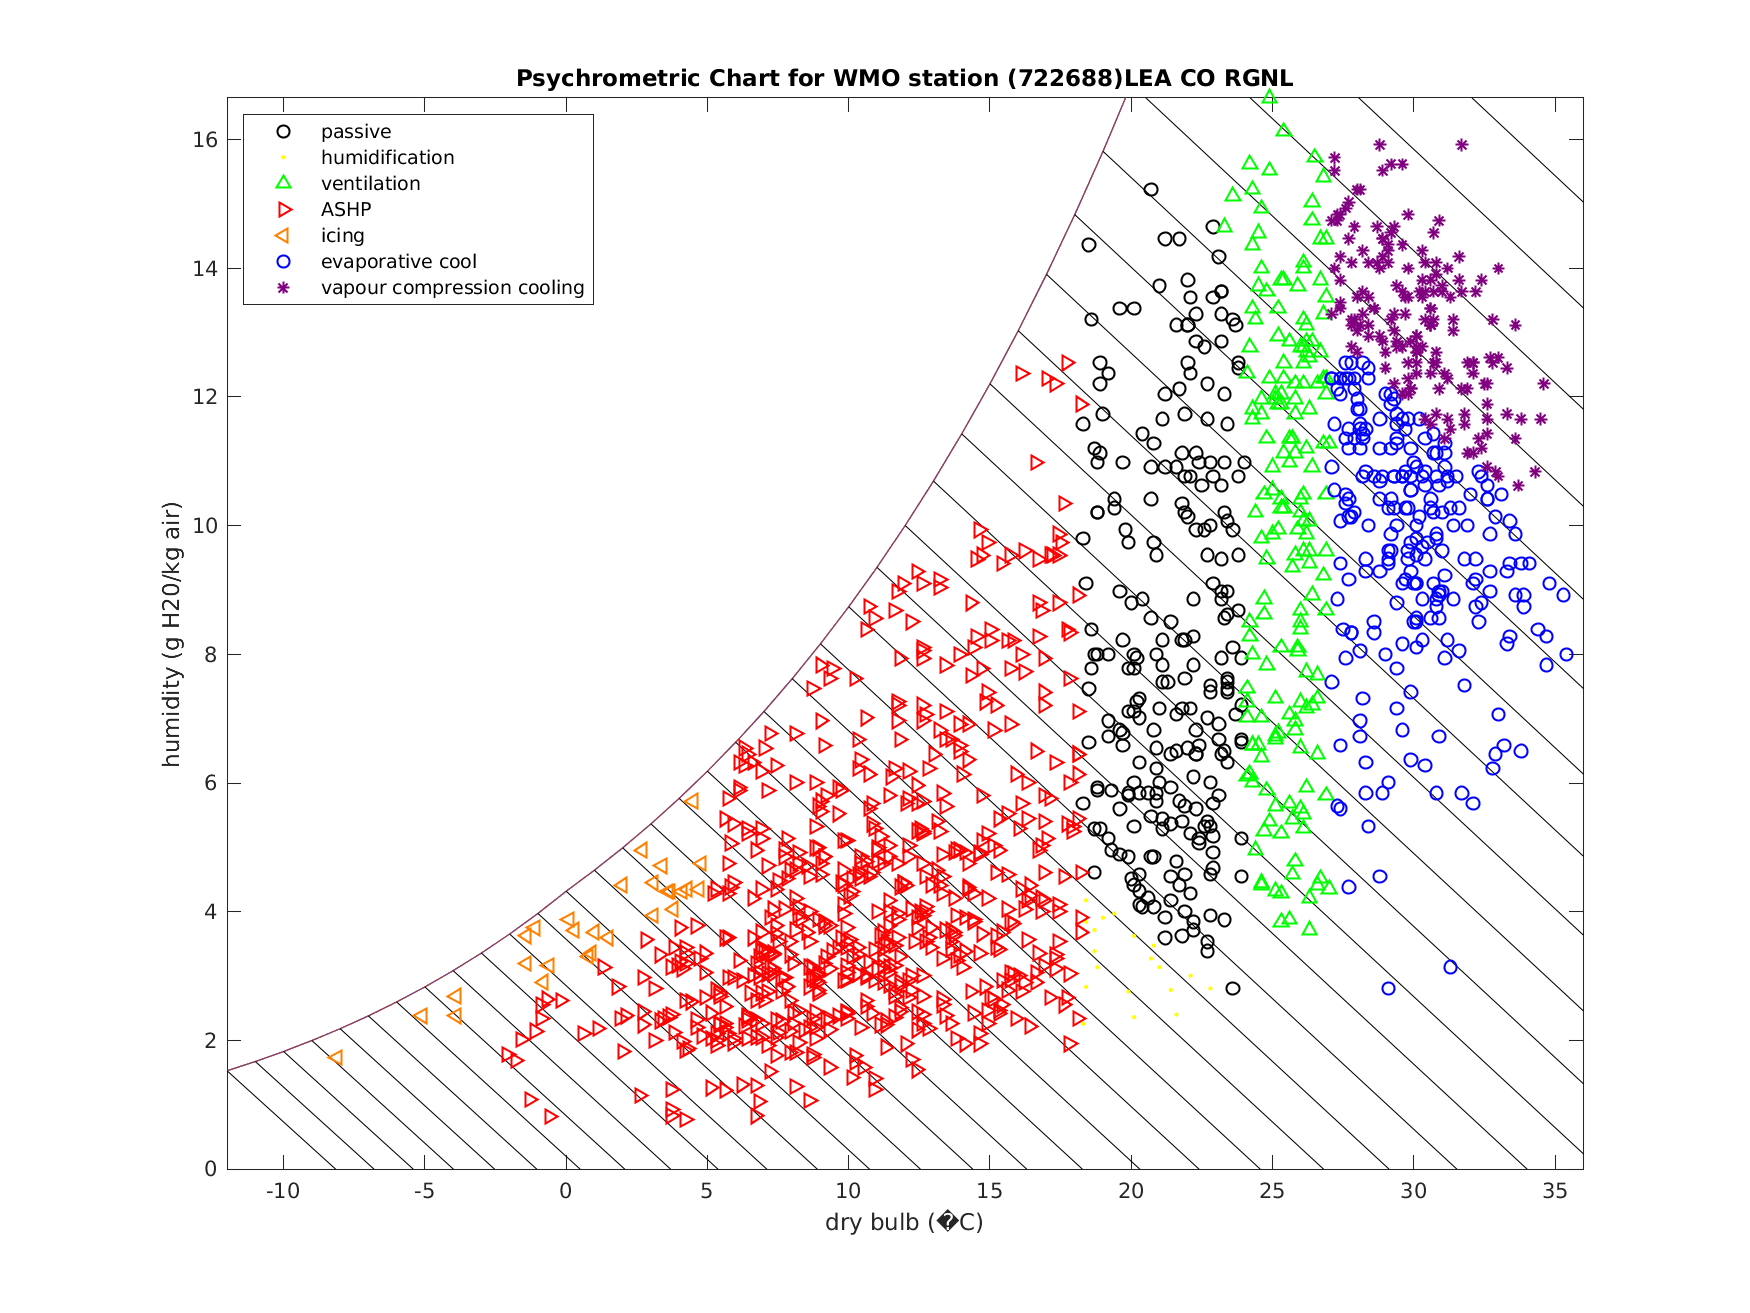 Psychrometric Chart for WMO station (722688)LEA CO RGNL
passive
humidification
ventilation
ASHP
icing
evaporative cool
vapour compression cooling
humidity (g H20/kg air)
16
14
12
10
8
6
4
2
0
-10 -5 0 5 10 15 20 25 30 35
dry bulb (�C)